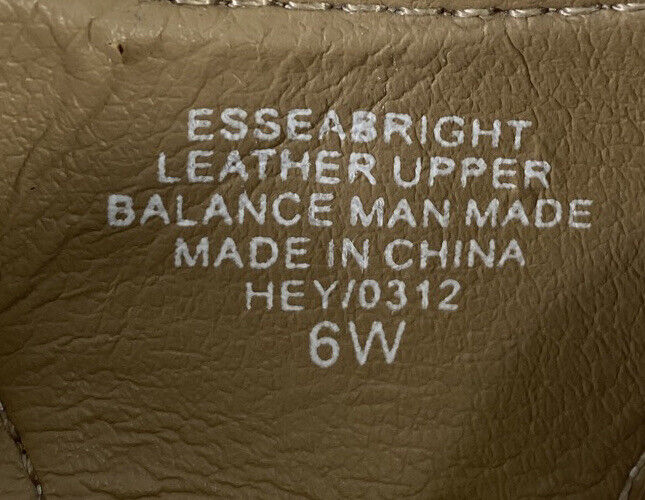 ESSEABRIGHT
LEATHER UPPER
BALANCE MAN MADE
MADE IN CHINA
HEY/0312
6W